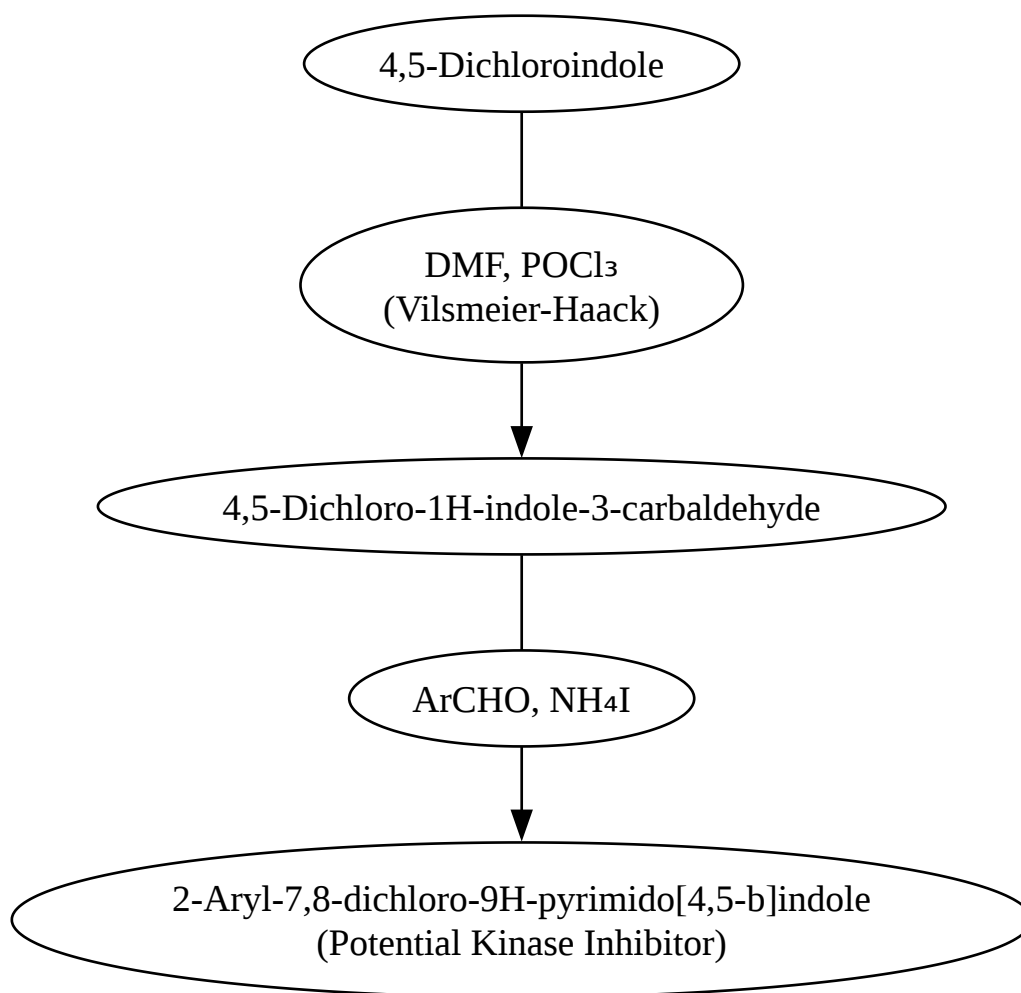 4,5-Dichloroindole
DMF, POCl₃
(Vilsmeier-Haack)
4,5-Dichloro-1H-indole-3-carbaldehyde
ArCHO, NH₄I
2-Aryl-7,8-dichloro-9H-pyrimido[4,5-b]indole
(Potential Kinase Inhibitor)